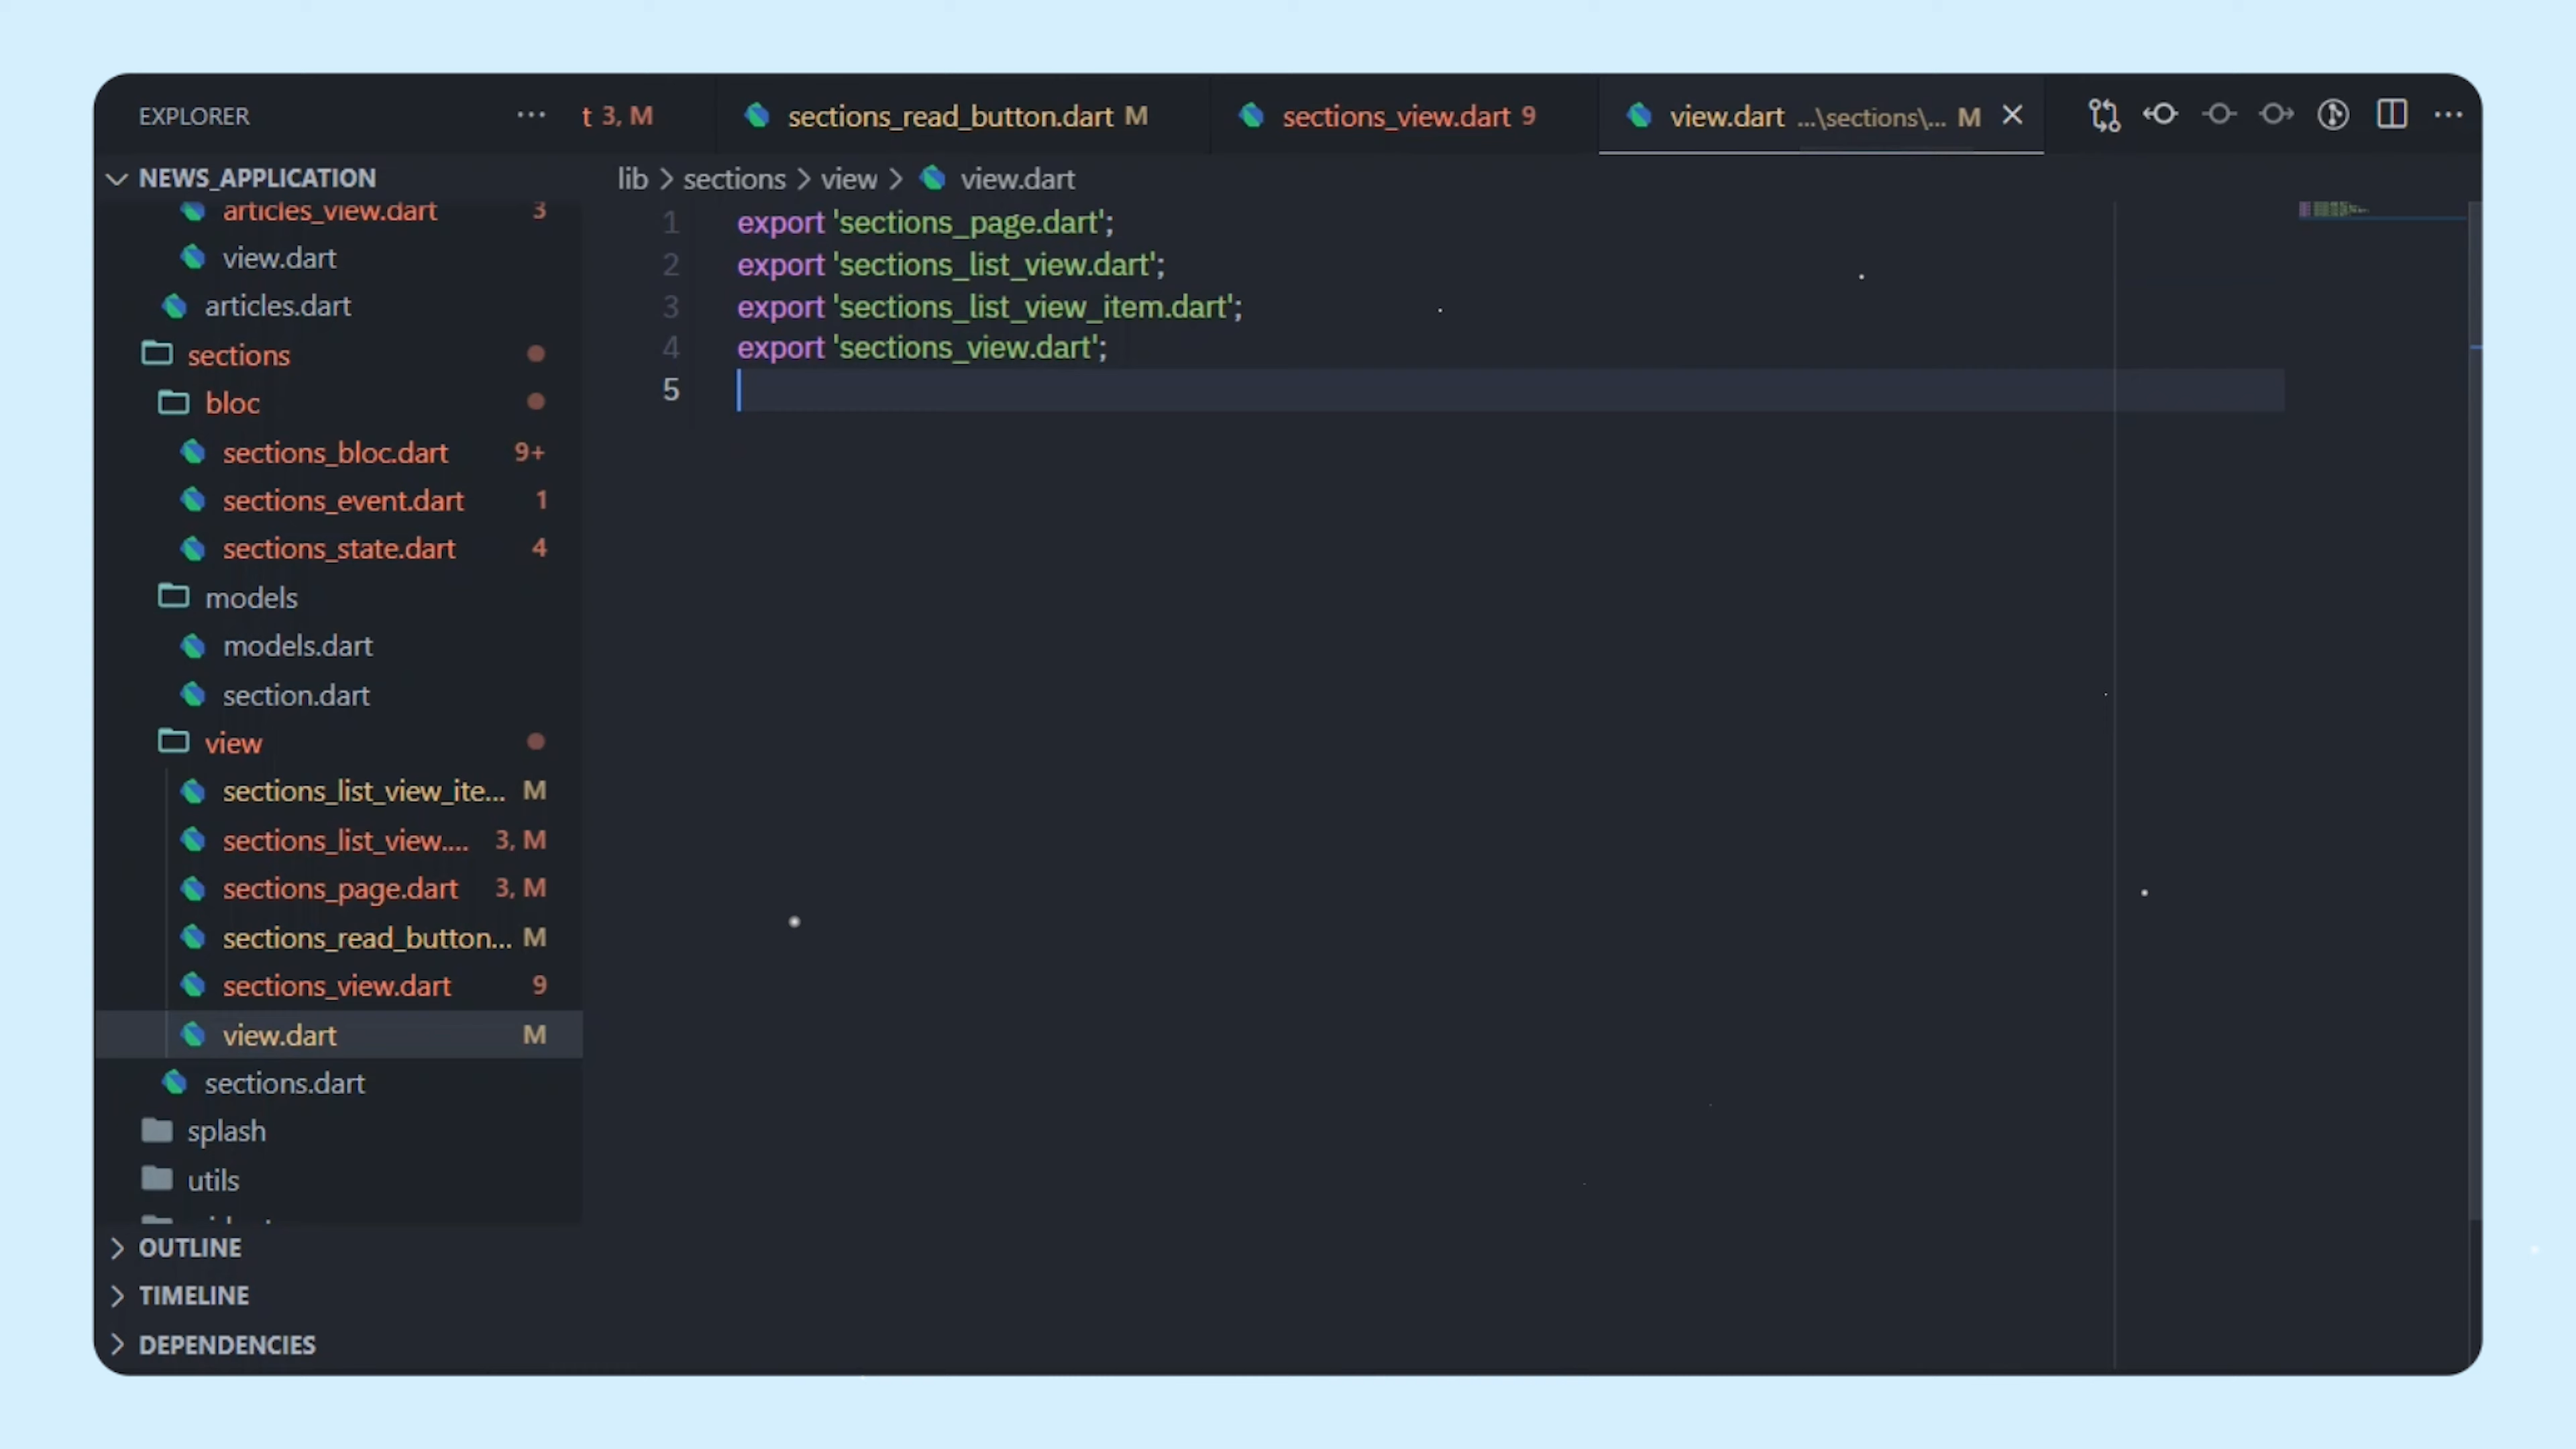 EXPLORER
t 3, M
sections_read_button.dart M
sections_view.dart 9
view.dart ...\sections\... M
NEWS_APPLICATION
lib > sections > view > view.dart
articles_view.dart 3
view.dart
articles.dart
sections
bloc
sections_bloc.dart 9+
sections_event.dart 1
sections_state.dart 4
models
models.dart
section.dart
view
sections_list_view_ite... M
sections_list_view.... 3, M
sections_page.dart 3, M
sections_read_button... M
sections_view.dart 9
view.dart M
sections.dart
splash
utils
OUTLINE
TIMELINE
DEPENDENCIES
1 export 'sections_page.dart';
2 export 'sections_list_view.dart';
3 export 'sections_list_view_item.dart';
4 export 'sections_view.dart';
5